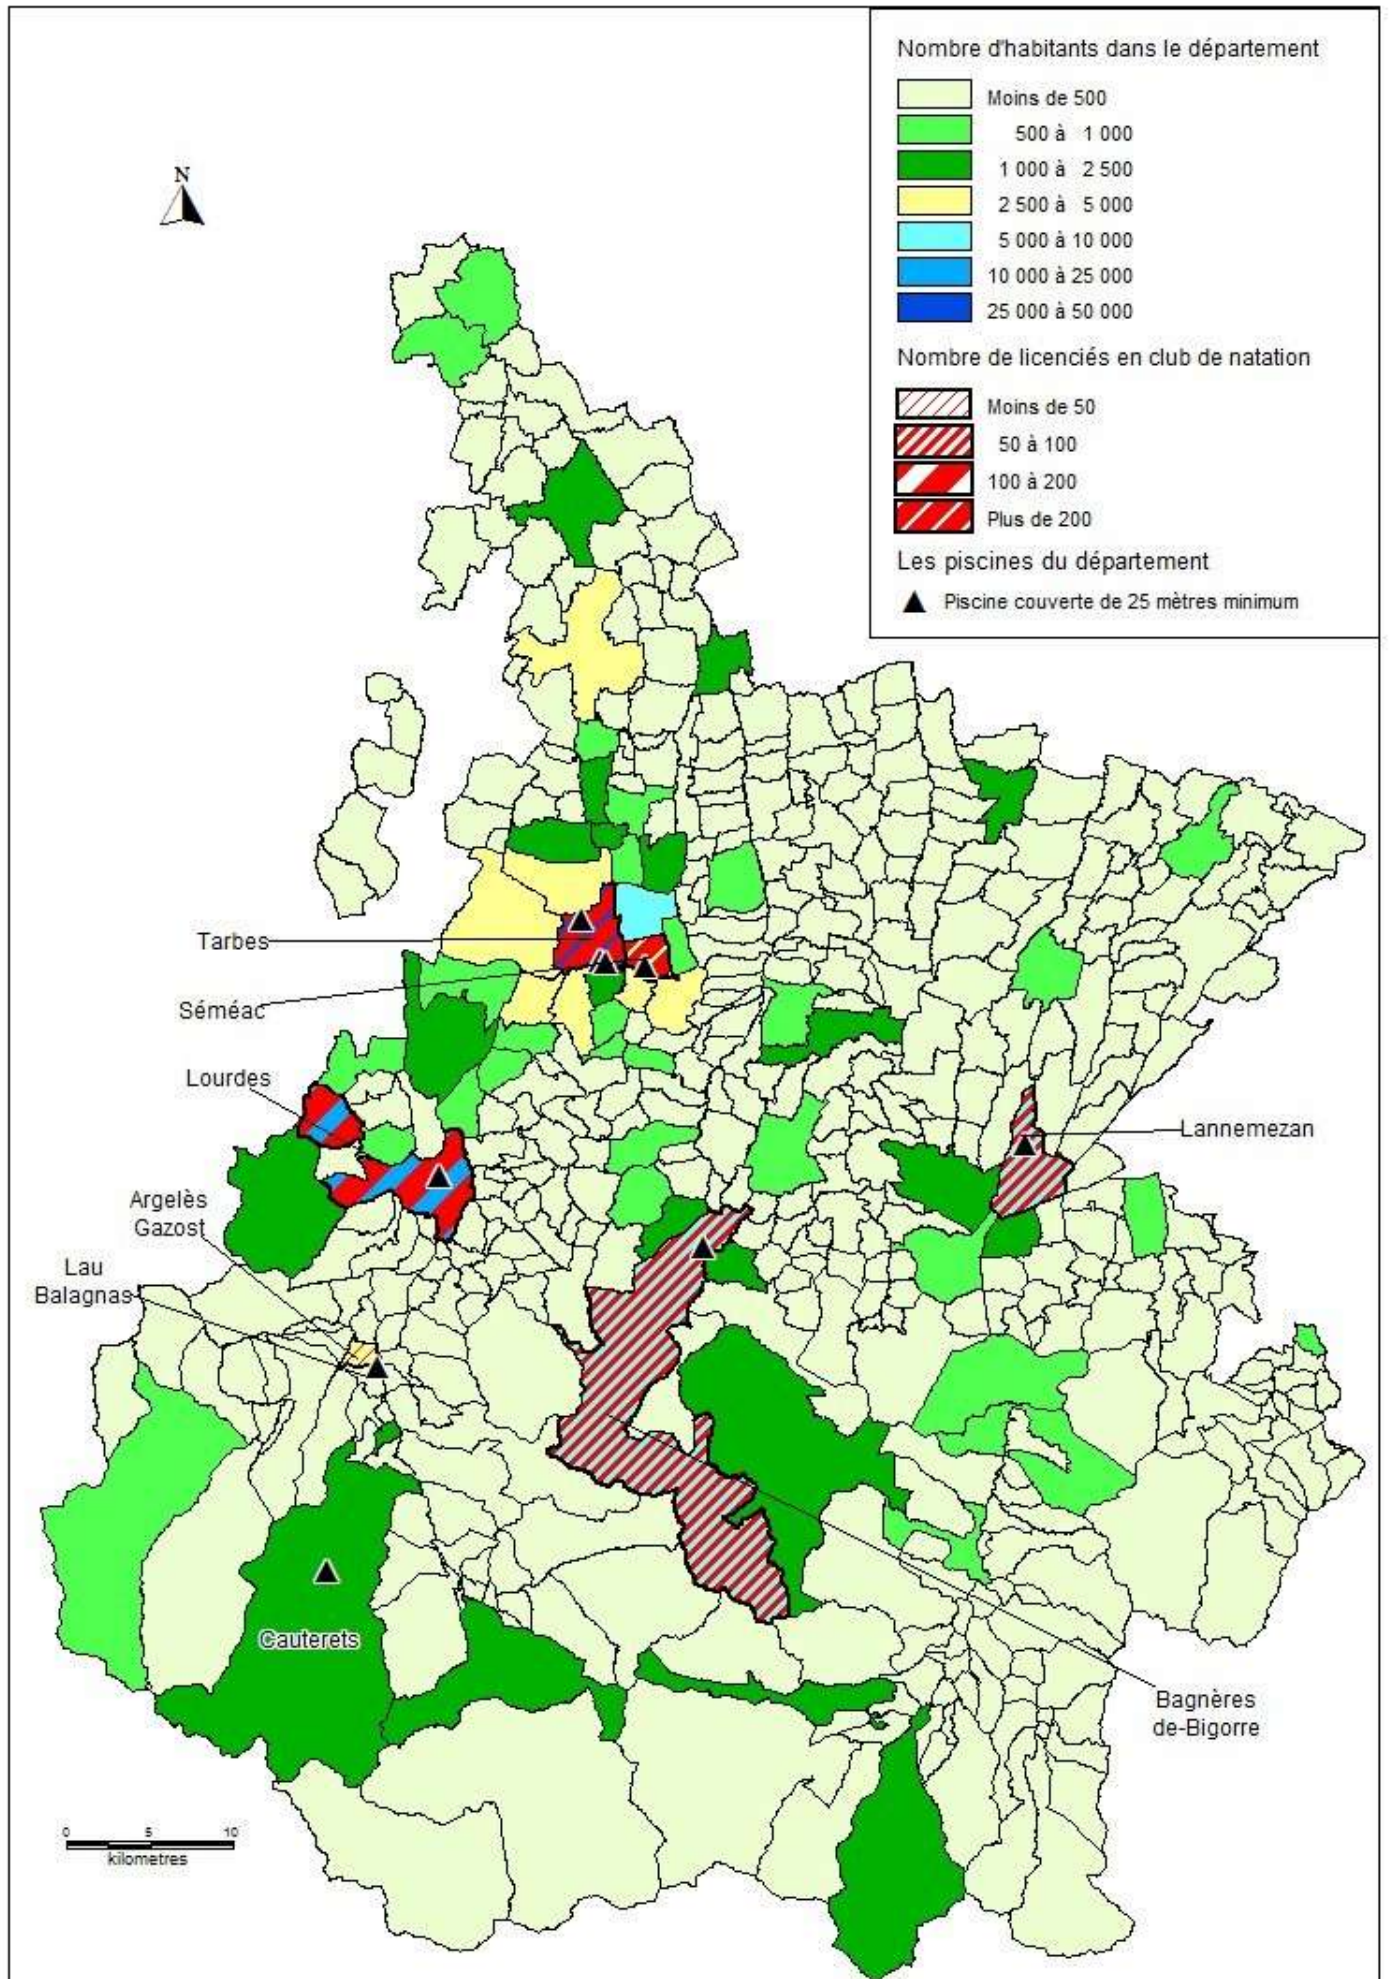 Nombre d'habitants dans le département
Moins de 500
500 à 1 000
1 000 à 2 500
2 500 à 5 000
5 000 à 10 000
10 000 à 25 000
25 000 à 50 000
Nombre de licenciés en club de natation
Moins de 50
50 à 100
100 à 200
Plus de 200
Les piscines du département
Piscine couverte de 25 mètres minimum
N
Tarbes
Séméac
Lourdes
Lannemezan
Argelès
Gazost
Lau
Balagnas
Cauterets
Bagnères
de-Bigorre
0 5 10
kilometres